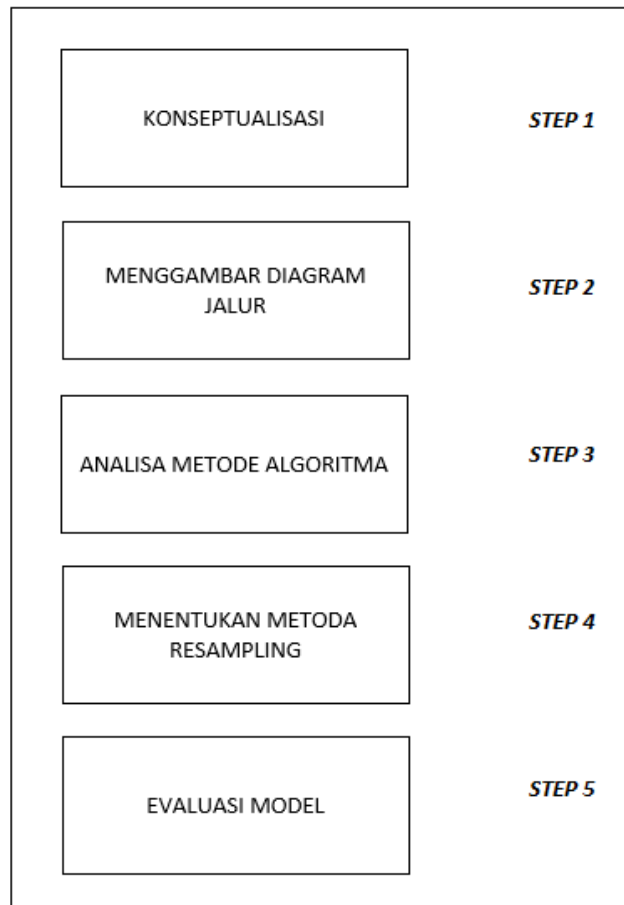 KONSEPTUALISASI
STEP 1
MENGGAMBAR DIAGRAM
JALUR
STEP 2
ANALISA METODE ALGORITMA
STEP 3
MENENTUKAN METODA
RESAMPLING
STEP 4
EVALUASI MODEL
STEP 5